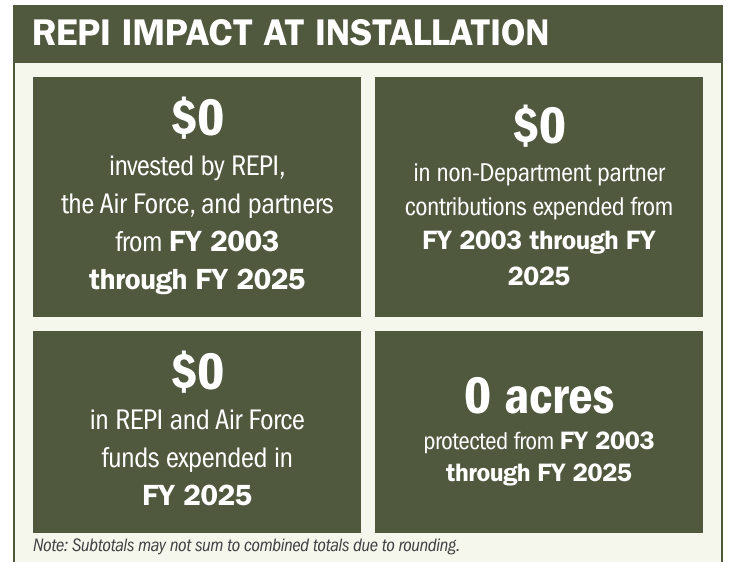 REPI IMPACT AT INSTALLATION
$0
invested by REPI,
the Air Force, and partners
from FY 2003
through FY 2025
$0
in non-Department partner
contributions expended from
FY 2003 through FY
2025
$0
in REPI and Air Force
funds expended in
FY 2025
0 acres
protected from FY 2003
through FY 2025
Note: Subtotals may not sum to combined totals due to rounding.